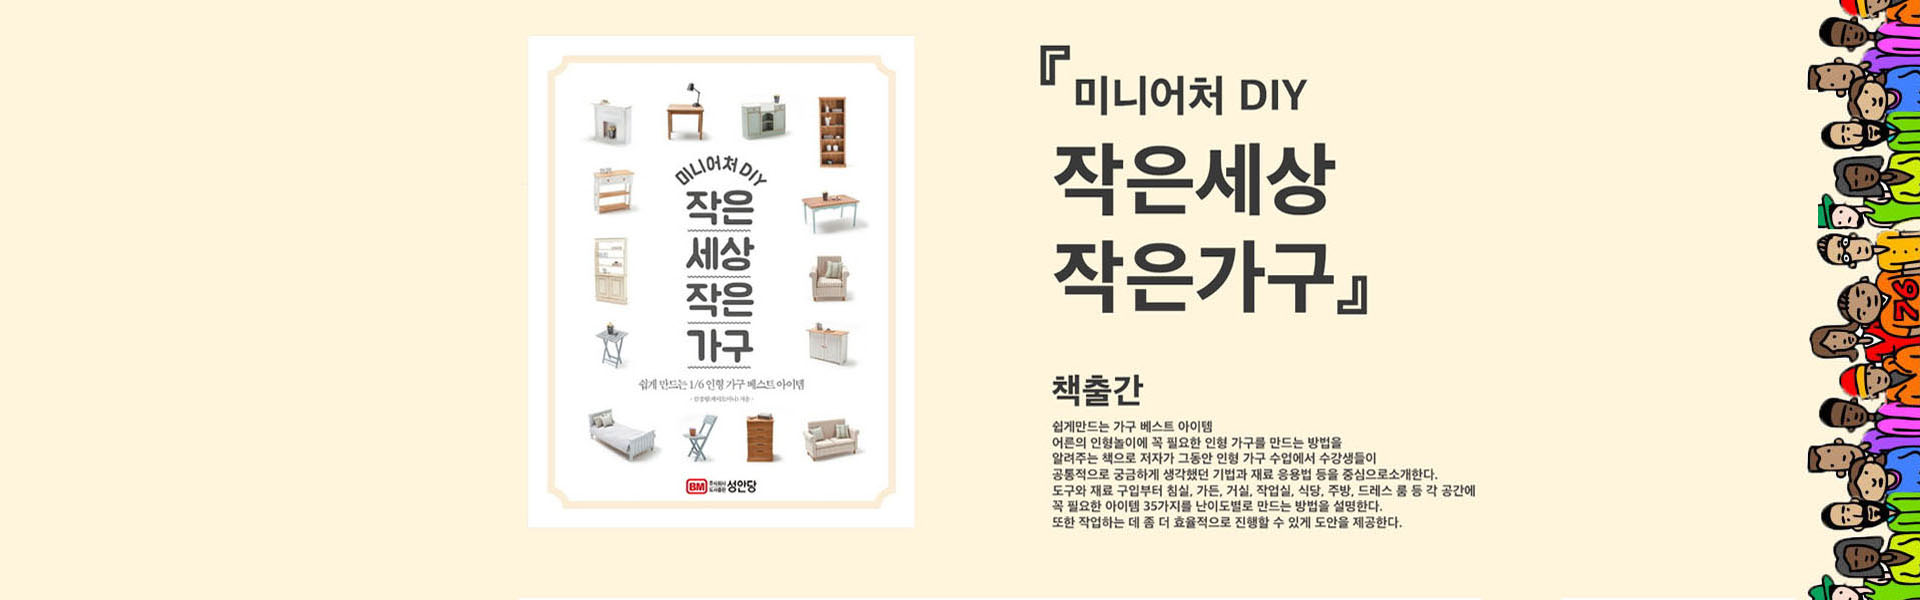 미니어처 DIY
작은
세상
작은
가구
쉽게 만드는 1/6 인형 가구 베스트 아이템
BM 주식회사 도서출판 성안당
『미니어처 DIY
작은세상
작은가구』
책출간
쉽게만드는 가구 베스트 아이템
어른의 인형놀이에 꼭 필요한 인형 가구를 만드는 방법을
알려주는 책으로 저자가 그동안 인형 가구 수업에서 수강생들이
공통적으로 궁금하게 생각했던 기법과 재료 응용법 등을 중심으로소개한다.
도구와 재료 구입부터 침실, 가든, 거실, 작업실, 식당, 주방, 드레스 룸 등 각 공간에
꼭 필요한 아이템 35가지를 난이도별로 만드는 방법을 설명한다.
또한 작업하는 데 좀 더 효율적으로 진행할 수 있게 도안을 제공한다.